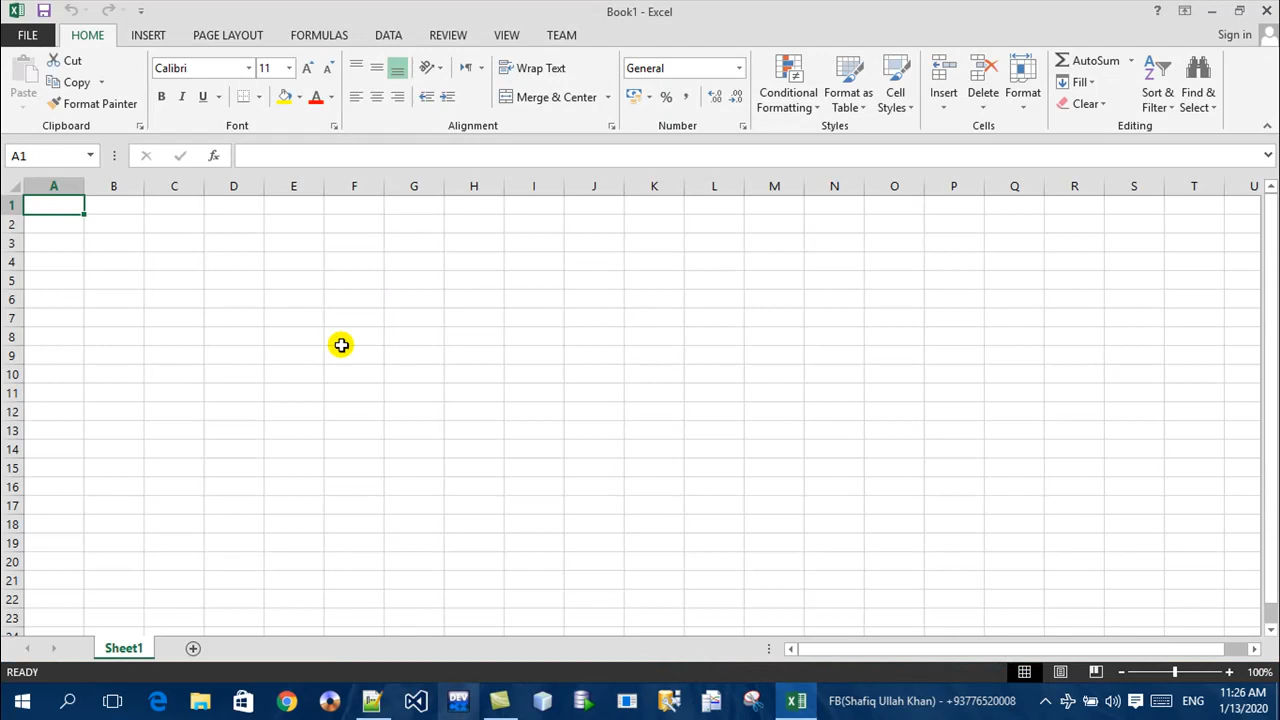 Book1 - Excel
?
FILE HOME INSERT PAGE LAYOUT FORMULAS DATA REVIEW VIEW TEAM Sign in
Paste Cut Copy Format Painter
Clipboard
Calibri 11 A A
B I U A
Font
Wrap Text
Merge & Center
Alignment
General
% ,
Number
Conditional Formatting Format as Table Cell Styles
Styles
Insert Delete Format
Cells
AutoSum Fill Clear Sort & Filter Find & Select
Editing
A1 fx
A B C D E F G H I J K L M N O P Q R S T U
1
2
3
4
5
6
7
8
9
10
11
12
13
14
15
16
17
18
19
20
21
22
23
24
Sheet1
READY 100%
DEV FB(Shafiq Ullah Khan) - +93776520008 ENG 11:26 AM
1/13/2020